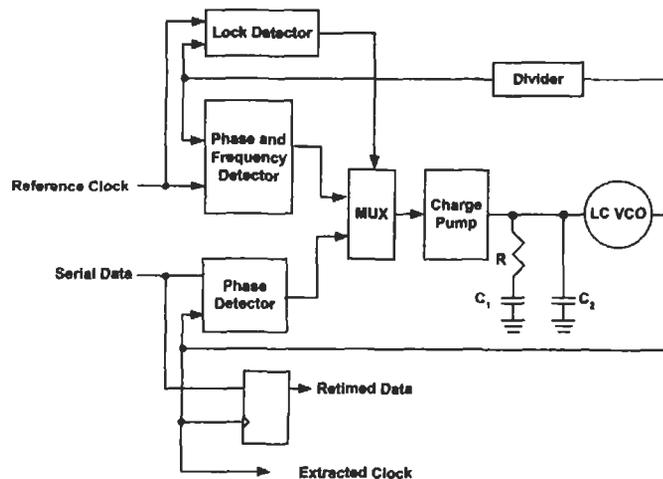 Lock Detector
Divider
Phase and
Frequency
Detector
Reference Clock
MUX
Charge
Pump
LC VCO
R
Serial Data
Phase
Detector
C1
C2
Retimed Data
Extracted Clock